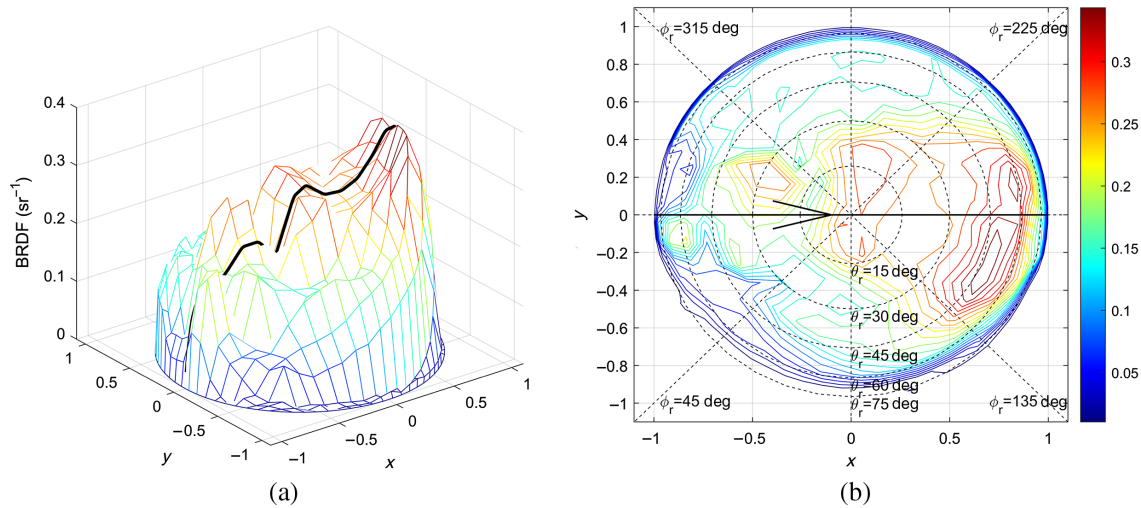 0.4
0.3
0.2
0.1
0
BRDF (sr⁻¹)
1
0.5
0
−0.5
−1
y
−1
−0.5
0
0.5
1
x
(a)
1
0.8
0.6
0.4
0.2
0
−0.2
−0.4
−0.6
−0.8
−1
y
ϕr=315 deg
ϕr=225 deg
θr=15 deg
θr=30 deg
θr=45 deg
θr=60 deg
θr=75 deg
ϕr=45 deg
ϕr=135 deg
−1
−0.5
0
0.5
1
x
(b)
0.3
0.25
0.2
0.15
0.1
0.05